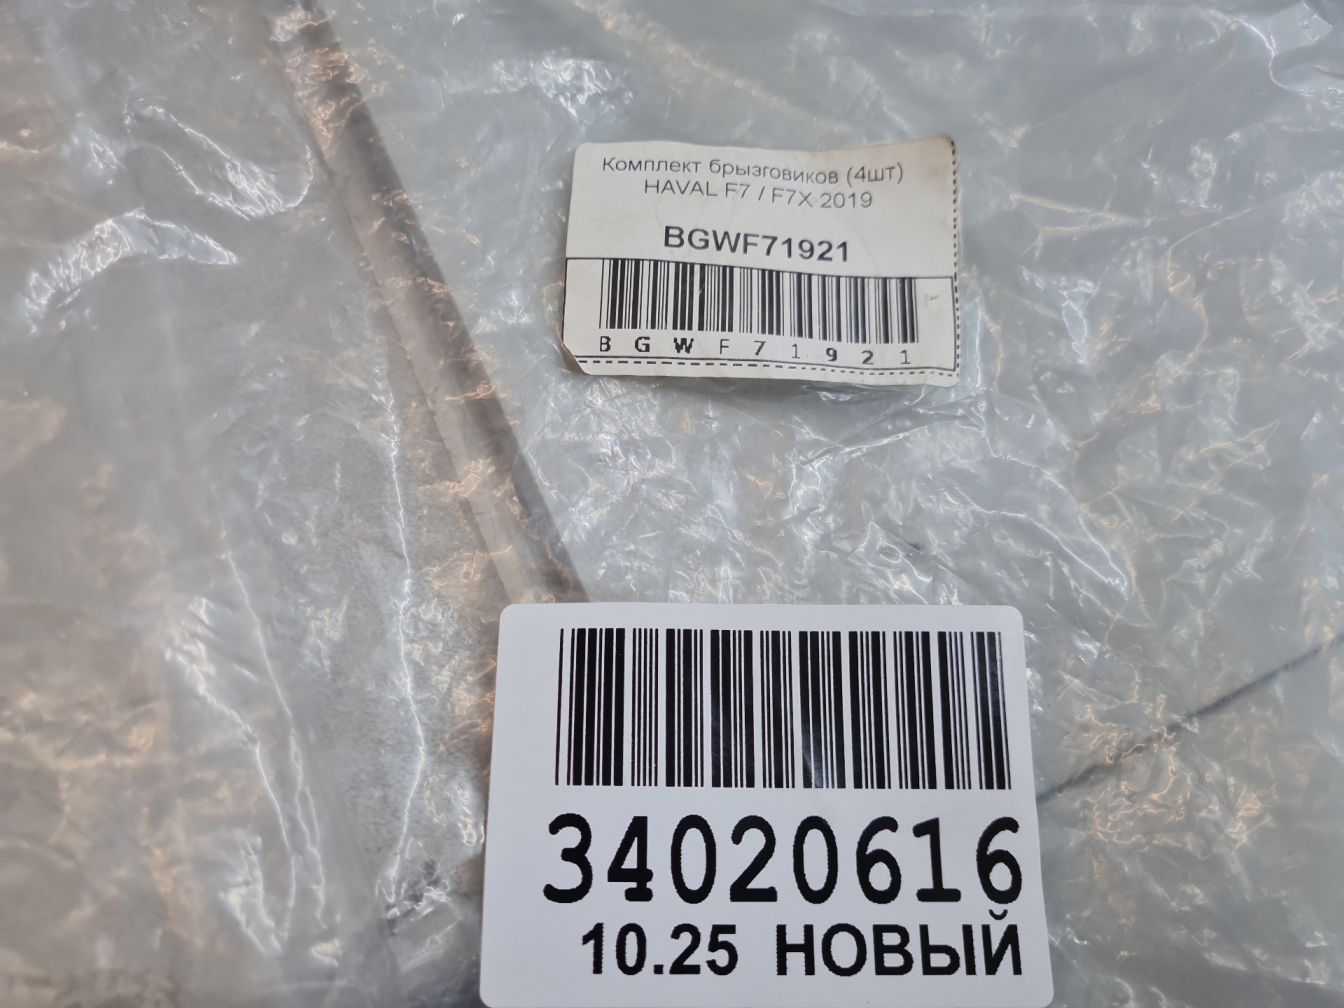 Комплект брызговиков (4шт)
HAVAL F7 / F7X 2019
BGWF71921
B G W F 7 1 9 2 1
34020616
10.25 НОВЫЙ